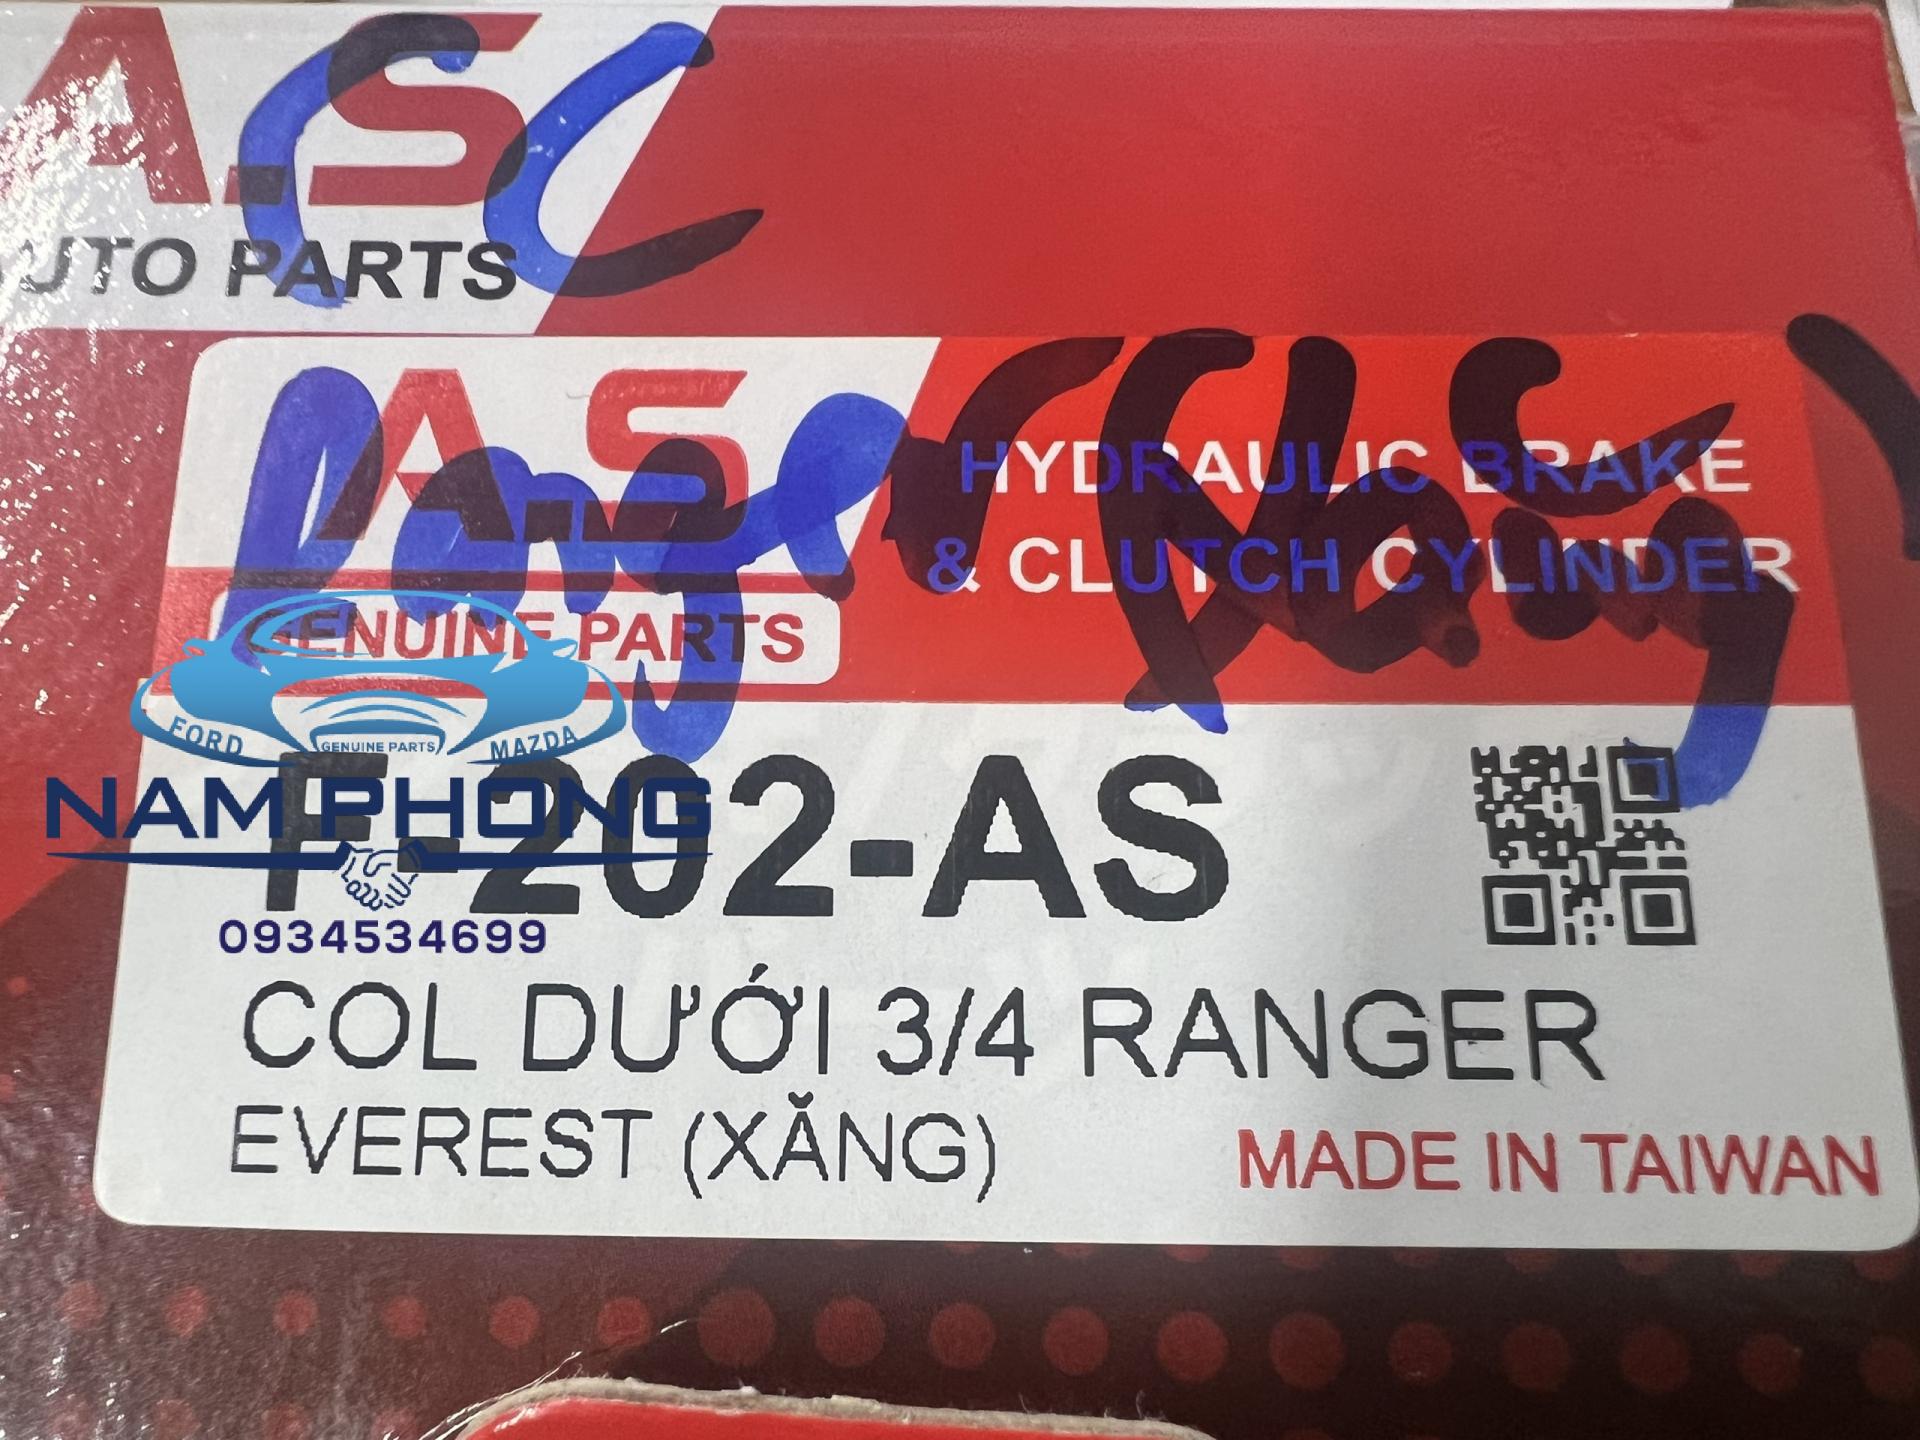 A.S
AUTO PARTS
A.S
GENUINE PARTS
HYDRAULIC BRAKE
& CLUTCH CYLINDER
FORD
GENUINE PARTS
MAZDA
NAM PHONG
0934534699
F-202-AS
COL DƯỚI 3/4 RANGER
EVEREST (XĂNG)
MADE IN TAIWAN